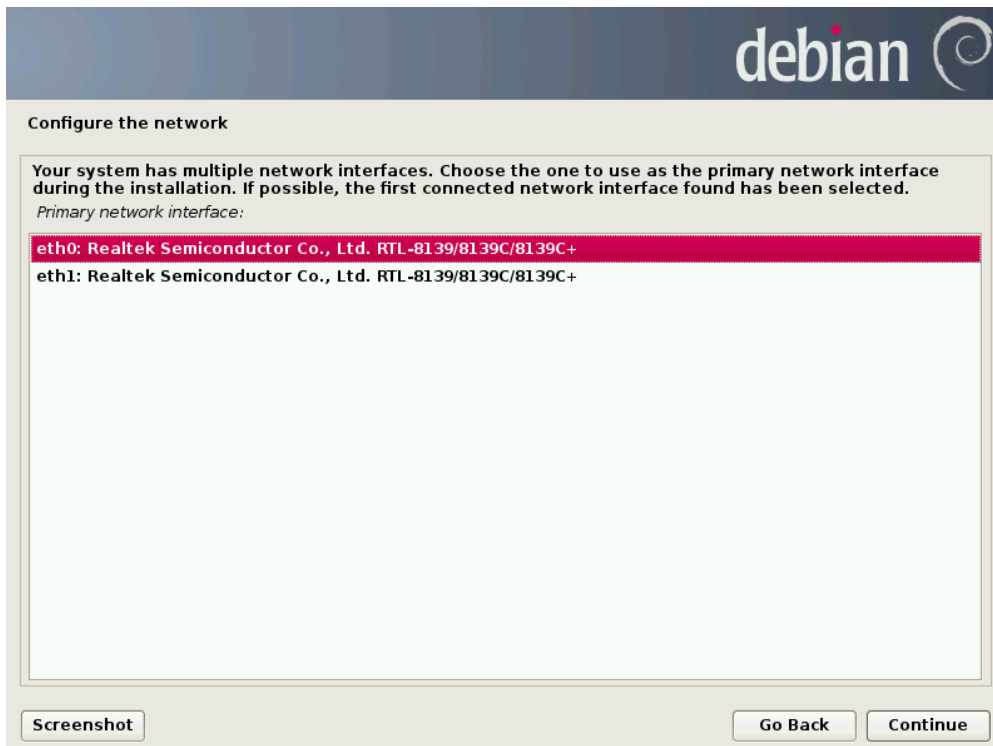 debian
Configure the network
Your system has multiple network interfaces. Choose the one to use as the primary network interface
during the installation. If possible, the first connected network interface found has been selected.
Primary network interface:
eth0: Realtek Semiconductor Co., Ltd. RTL-8139/8139C/8139C+
eth1: Realtek Semiconductor Co., Ltd. RTL-8139/8139C/8139C+
Screenshot
Go Back
Continue